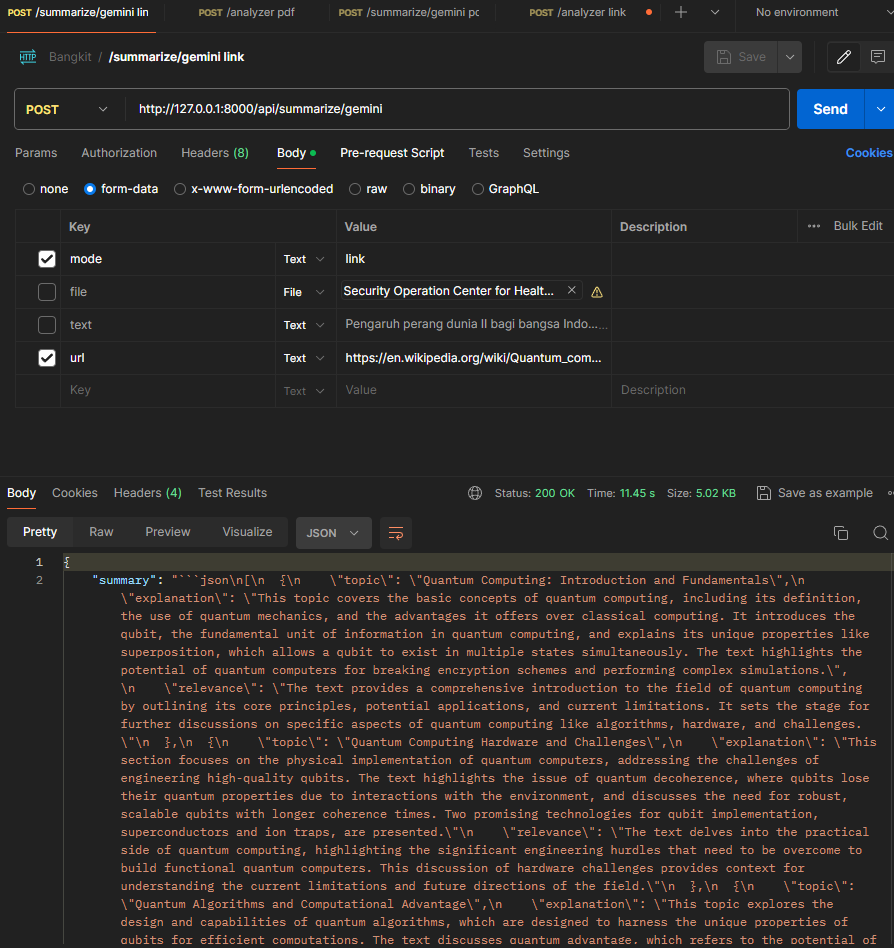 POST /summarize/gemini lin POST /analyzer pdf POST /summarize/gemini pc POST /analyzer link No environment
HTTP Bangkit / /summarize/gemini link Save
POST http://127.0.0.1:8000/api/summarize/gemini Send
Params Authorization Headers (8) Body Pre-request Script Tests Settings Cookies
none form-data x-www-form-urlencoded raw binary GraphQL
Key Value Description ••• Bulk Edit
mode Text link
file File Security Operation Center for Healt...
text Text Pengaruh perang dunia II bagi bangsa Indo...
url Text https://en.wikipedia.org/wiki/Quantum_com...
Key Text Value Description
Body Cookies Headers (4) Test Results Status: 200 OK Time: 11.45 s Size: 5.02 KB Save as example
Pretty Raw Preview Visualize JSON
1 {
2 "summary": "```json\n[\n  {\n    \"topic\": \"Quantum Computing: Introduction and Fundamentals\",\n
\"explanation\": \"This topic covers the basic concepts of quantum computing, including its definition,
the use of quantum mechanics, and the advantages it offers over classical computing. It introduces the
qubit, the fundamental unit of information in quantum computing, and explains its unique properties like
superposition, which allows a qubit to exist in multiple states simultaneously. The text highlights the
potential of quantum computers for breaking encryption schemes and performing complex simulations.\",
\n    \"relevance\": \"The text provides a comprehensive introduction to the field of quantum computing
by outlining its core principles, potential applications, and current limitations. It sets the stage for
further discussions on specific aspects of quantum computing like algorithms, hardware, and challenges.
\"\n  },\n  {\n    \"topic\": \"Quantum Computing Hardware and Challenges\",\n    \"explanation\": \"This
section focuses on the physical implementation of quantum computers, addressing the challenges of
engineering high-quality qubits. The text highlights the issue of quantum decoherence, where qubits lose
their quantum properties due to interactions with the environment, and discusses the need for robust,
scalable qubits with longer coherence times. Two promising technologies for qubit implementation,
superconductors and ion traps, are presented.\"\n    \"relevance\": \"The text delves into the practical
side of quantum computing, highlighting the significant engineering hurdles that need to be overcome to
build functional quantum computers. This discussion of hardware challenges provides context for
understanding the current limitations and future directions of the field.\"\n  },\n  {\n    \"topic\":
\"Quantum Algorithms and Computational Advantage\",\n    \"explanation\": \"This topic explores the
design and capabilities of quantum algorithms, which are designed to harness the unique properties of
qubits for efficient computations. The text discusses quantum advantage, which refers to the potential of